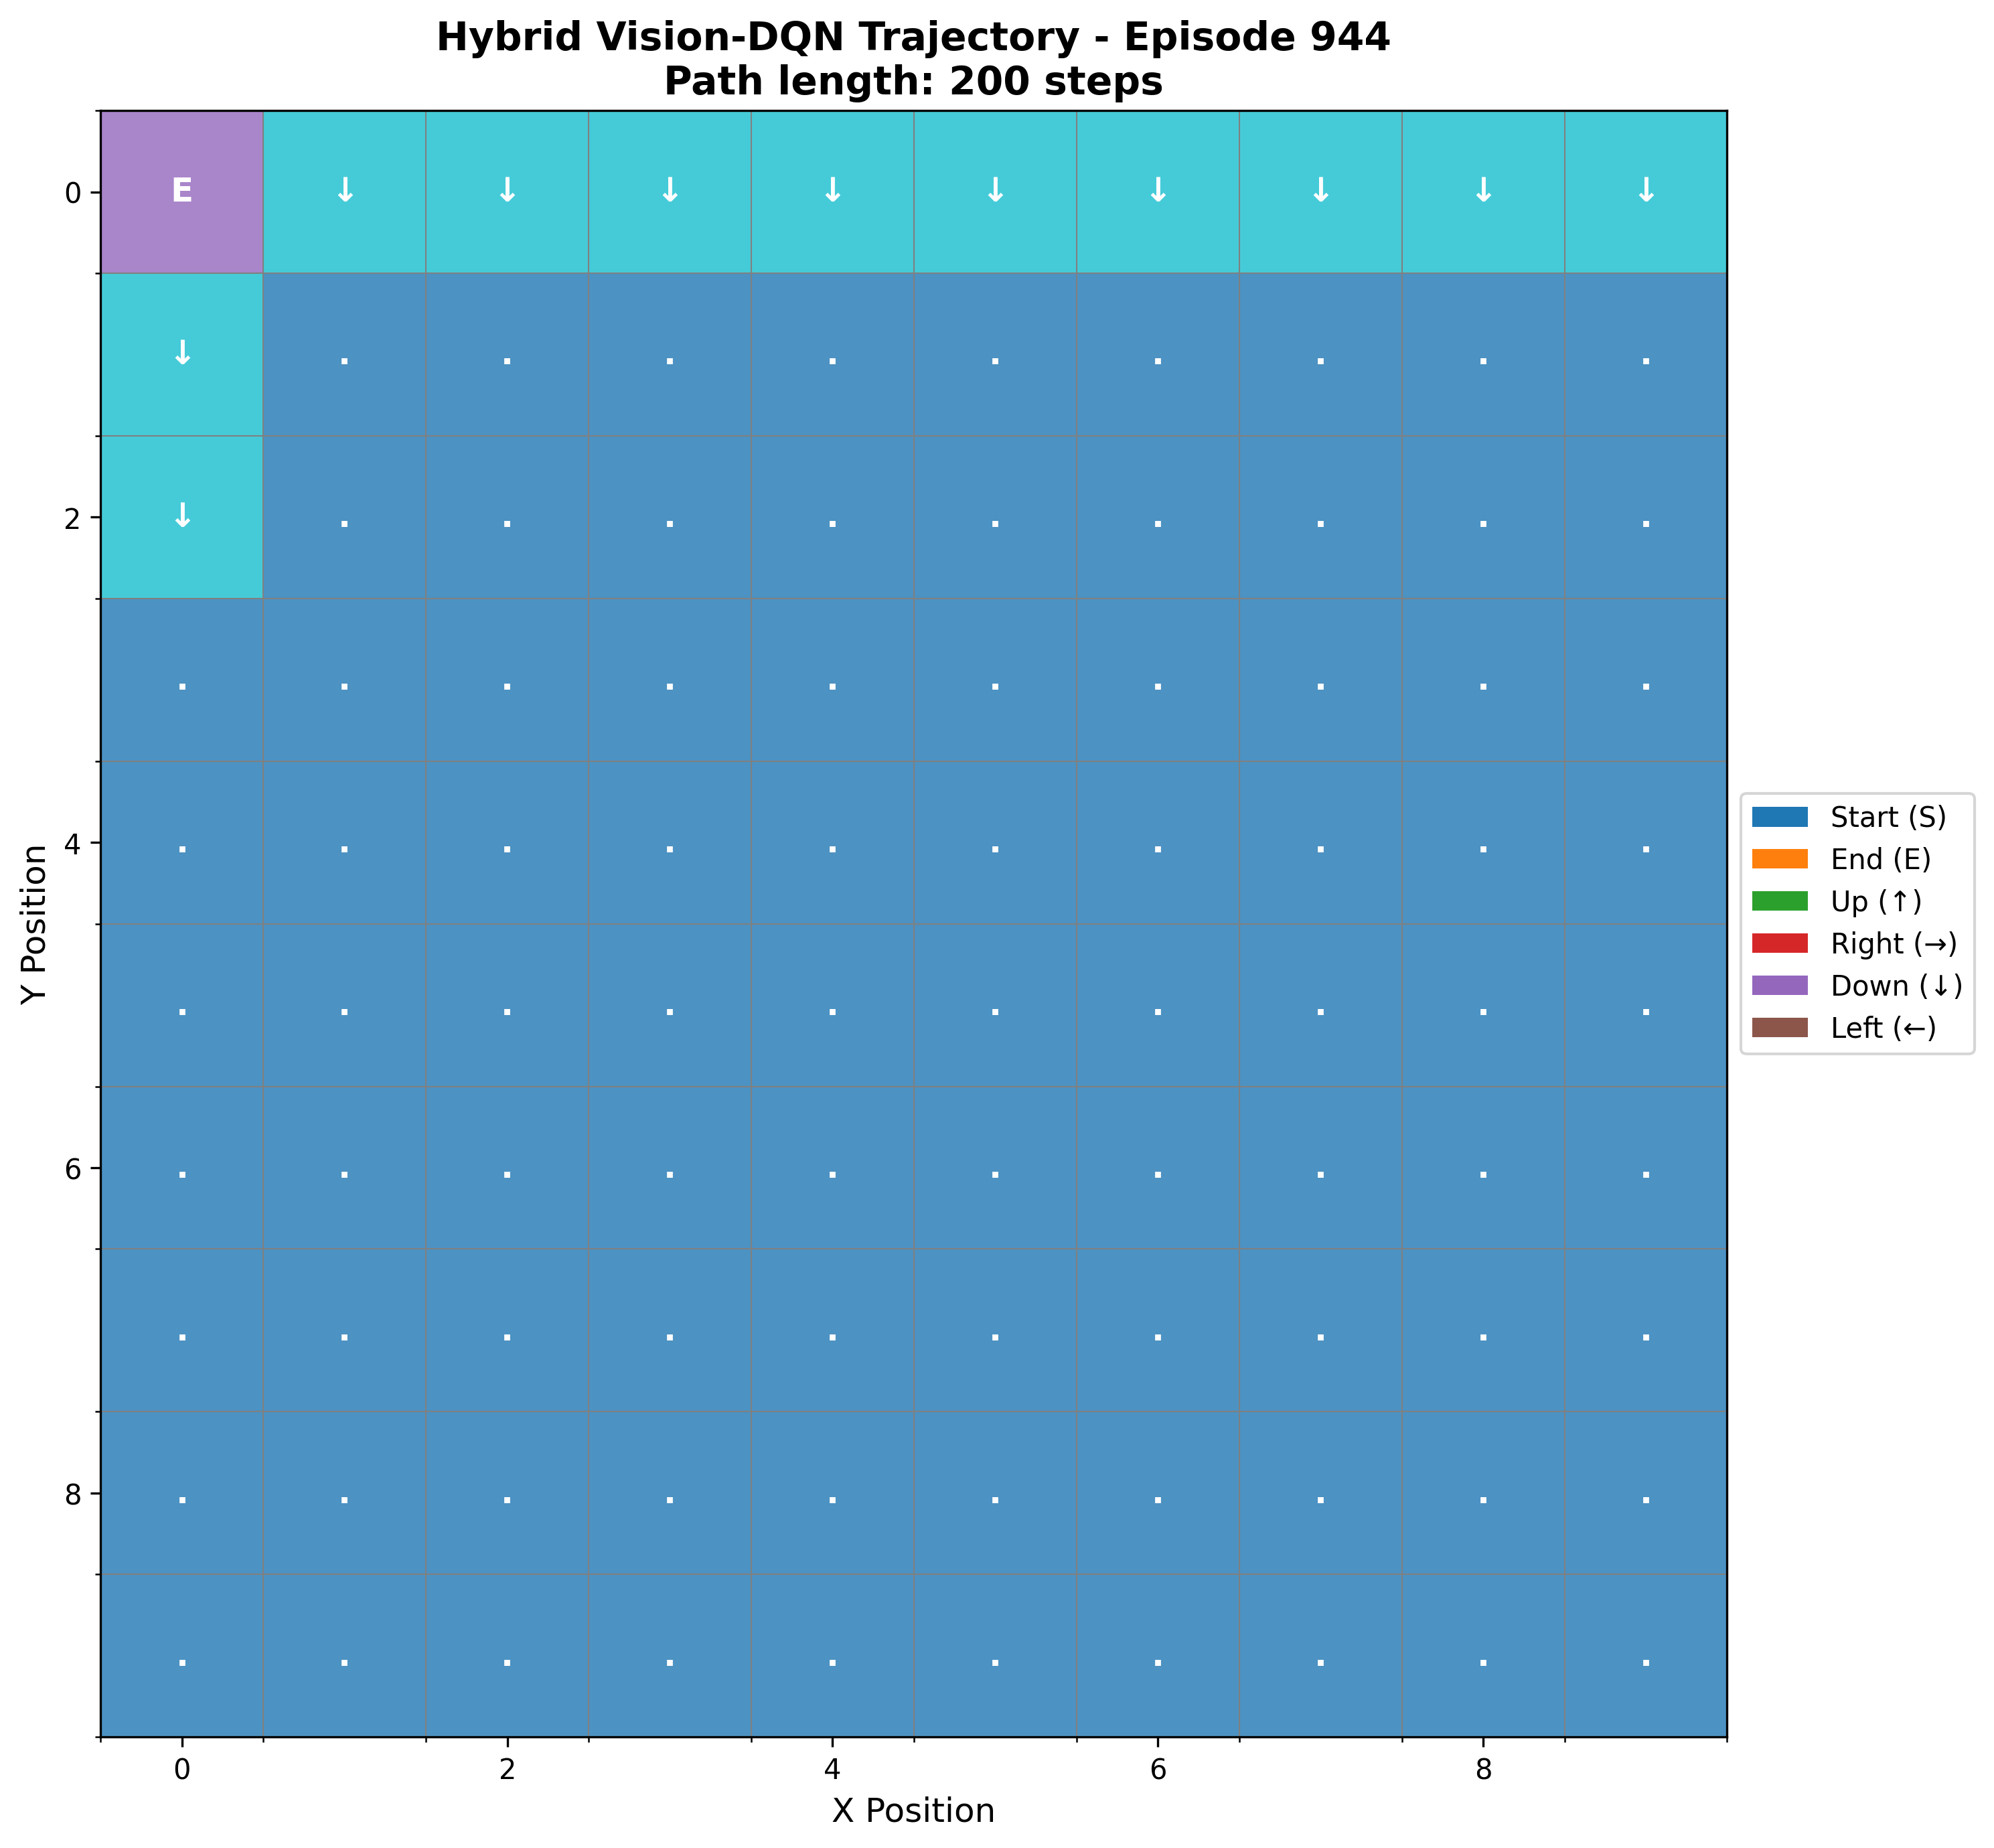 Hybrid Vision-DQN Trajectory - Episode 944
Path length: 200 steps
0 E ↓ ↓ ↓ ↓ ↓ ↓ ↓ ↓ ↓
↓ . . . . . . . . .
2 ↓ . . . . . . . . .
. . . . . . . . . .
4 . . . . . . . . . .
. . . . . . . . . .
6 . . . . . . . . . .
. . . . . . . . . .
8 . . . . . . . . . .
. . . . . . . . . .
0 2 4 6 8
X Position
Y Position
Start (S)
End (E)
Up (↑)
Right (→)
Down (↓)
Left (←)